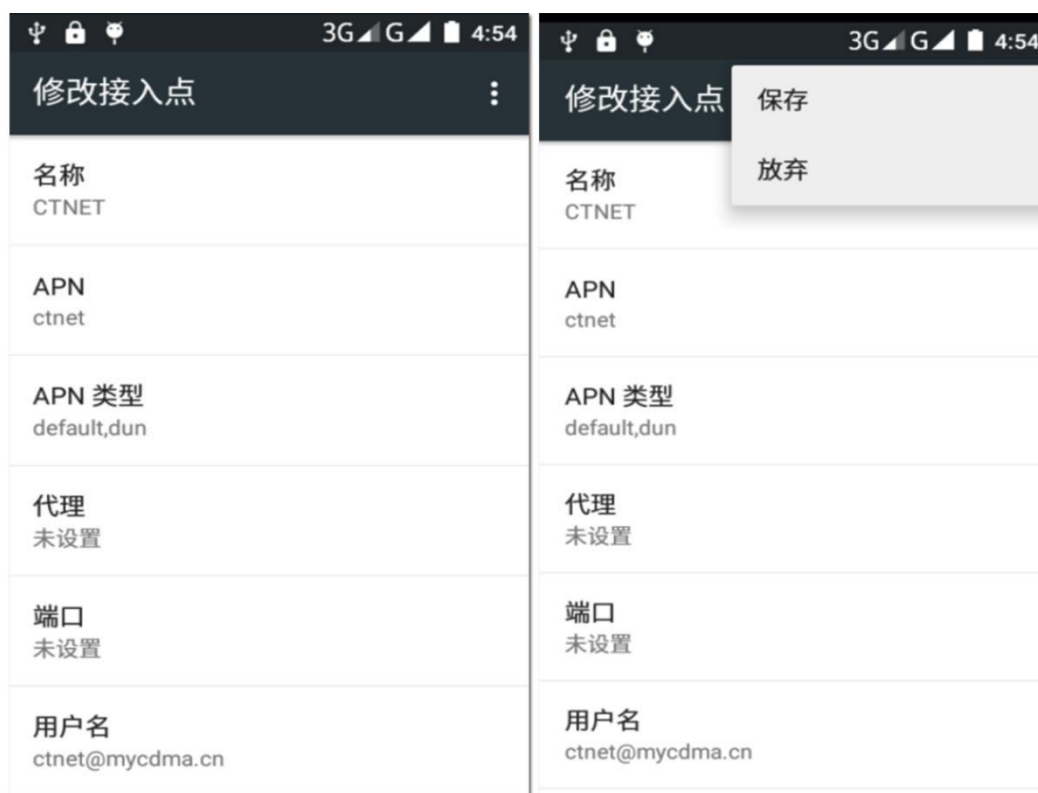 3G G 4:54
修改接入点
名称
CTNET
APN
ctnet
APN 类型
default,dun
代理
未设置
端口
未设置
用户名
ctnet@mycdma.cn
3G G 4:54
修改接入点
保存
放弃
名称
CTNET
APN
ctnet
APN 类型
default,dun
代理
未设置
端口
未设置
用户名
ctnet@mycdma.cn